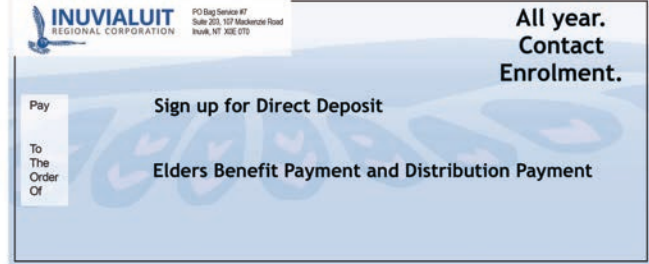 INUVIALUIT
REGIONAL CORPORATION
PO Bag Service #7
Suite 203, 107 Mackenzie Road
Inuvik, NT X0E 0T0
All year.
Contact
Enrolment.
Pay
Sign up for Direct Deposit
To
The
Order
Of
Elders Benefit Payment and Distribution Payment